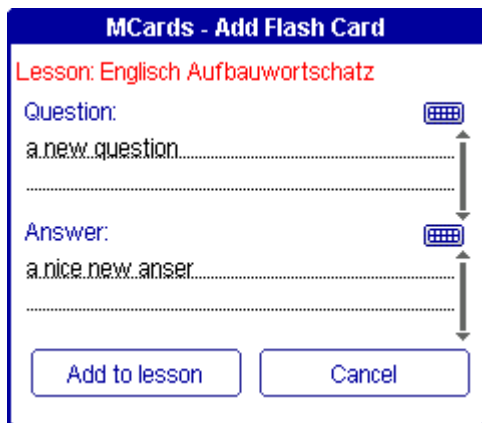 MCards - Add Flash Card
Lesson: Englisch Aufbauwortschatz
Question:
a new question
Answer:
a nice new anser
Add to lesson
Cancel